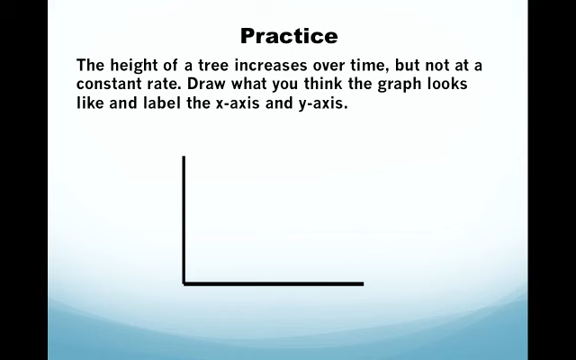 Practice
The height of a tree increases over time, but not at a
constant rate. Draw what you think the graph looks
like and label the x-axis and y-axis.